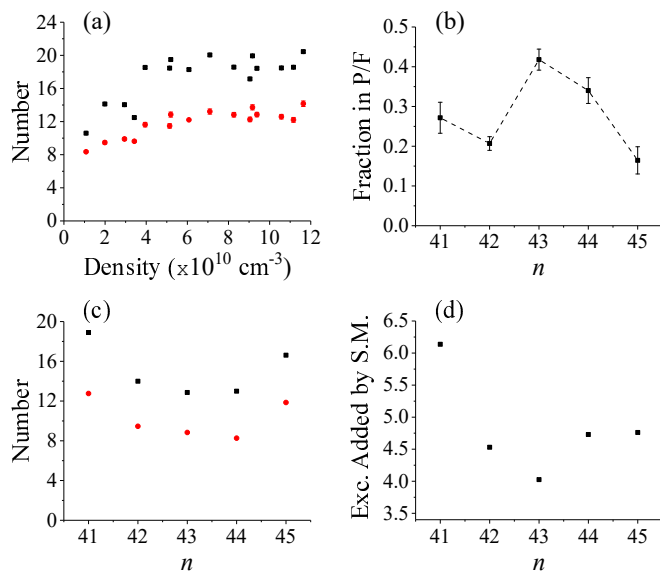 (a)
Number
24
20
16
12
8
4
0
0 2 4 6 8 10 12
Density (x10^10 cm^-3)
(b)
Fraction in P/F
0.5
0.4
0.3
0.2
0.1
0.0
41 42 43 44 45
n
(c)
Number
20
16
12
8
4
0
41 42 43 44 45
n
(d)
Exc. Added by S.M.
6.5
6.0
5.5
5.0
4.5
4.0
3.5
41 42 43 44 45
n